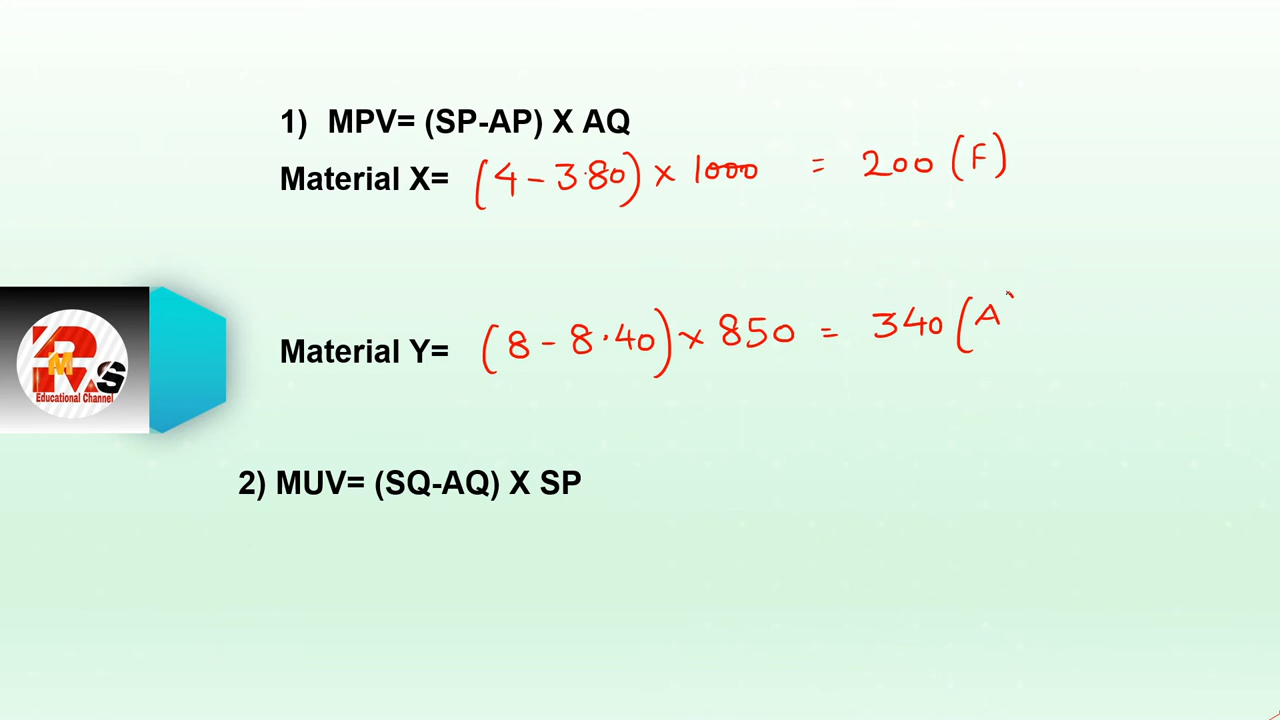 1) MPV= (SP-AP) X AQ
Material X= (4 - 3.80) × 1000 = 200 (F)
Material Y= (8 - 8.40) × 850 = 340 (A
RMS
Educational Channel
2) MUV= (SQ-AQ) X SP